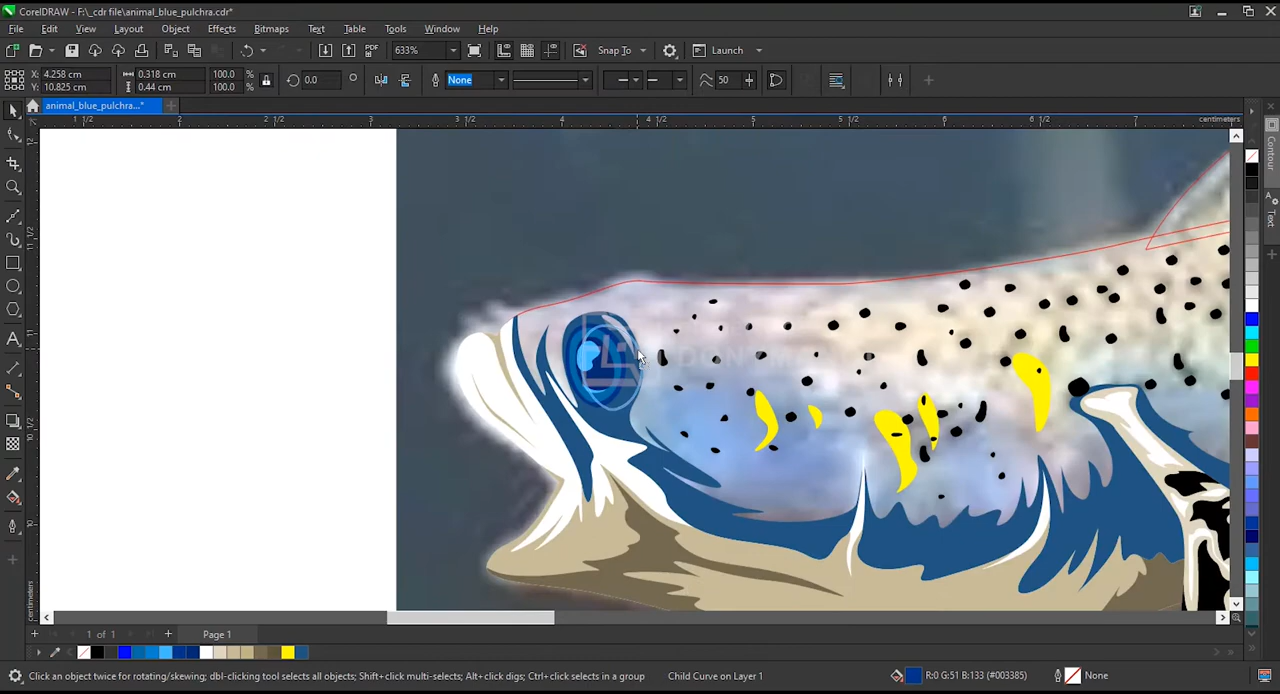 CorelDRAW - F:\_cdr file\animal_blue_pulchra.cdr*
File Edit View Layout Object Effects Bitmaps Text Table Tools Window Help
PDF 633% Snap To Launch
X: 4.258 cm 0.318 cm 100.0 % 0.0 None 50
Y: 10.825 cm 0.44 cm 100.0 %
animal_blue_pulchra...*
1 1/2 2 2 1/2 3 3 1/2 4 4 1/2 5 5 1/2 6 6 1/2 7 centimeters
Contour
Text
centimeters
1 of 1 Page 1
Click an object twice for rotating/skewing; dbl-clicking tool selects all objects; Shift+click multi-selects; Alt+click digs; Ctrl+click selects in a group Child Curve on Layer 1 R:0 G:51 B:133 (#003385) None